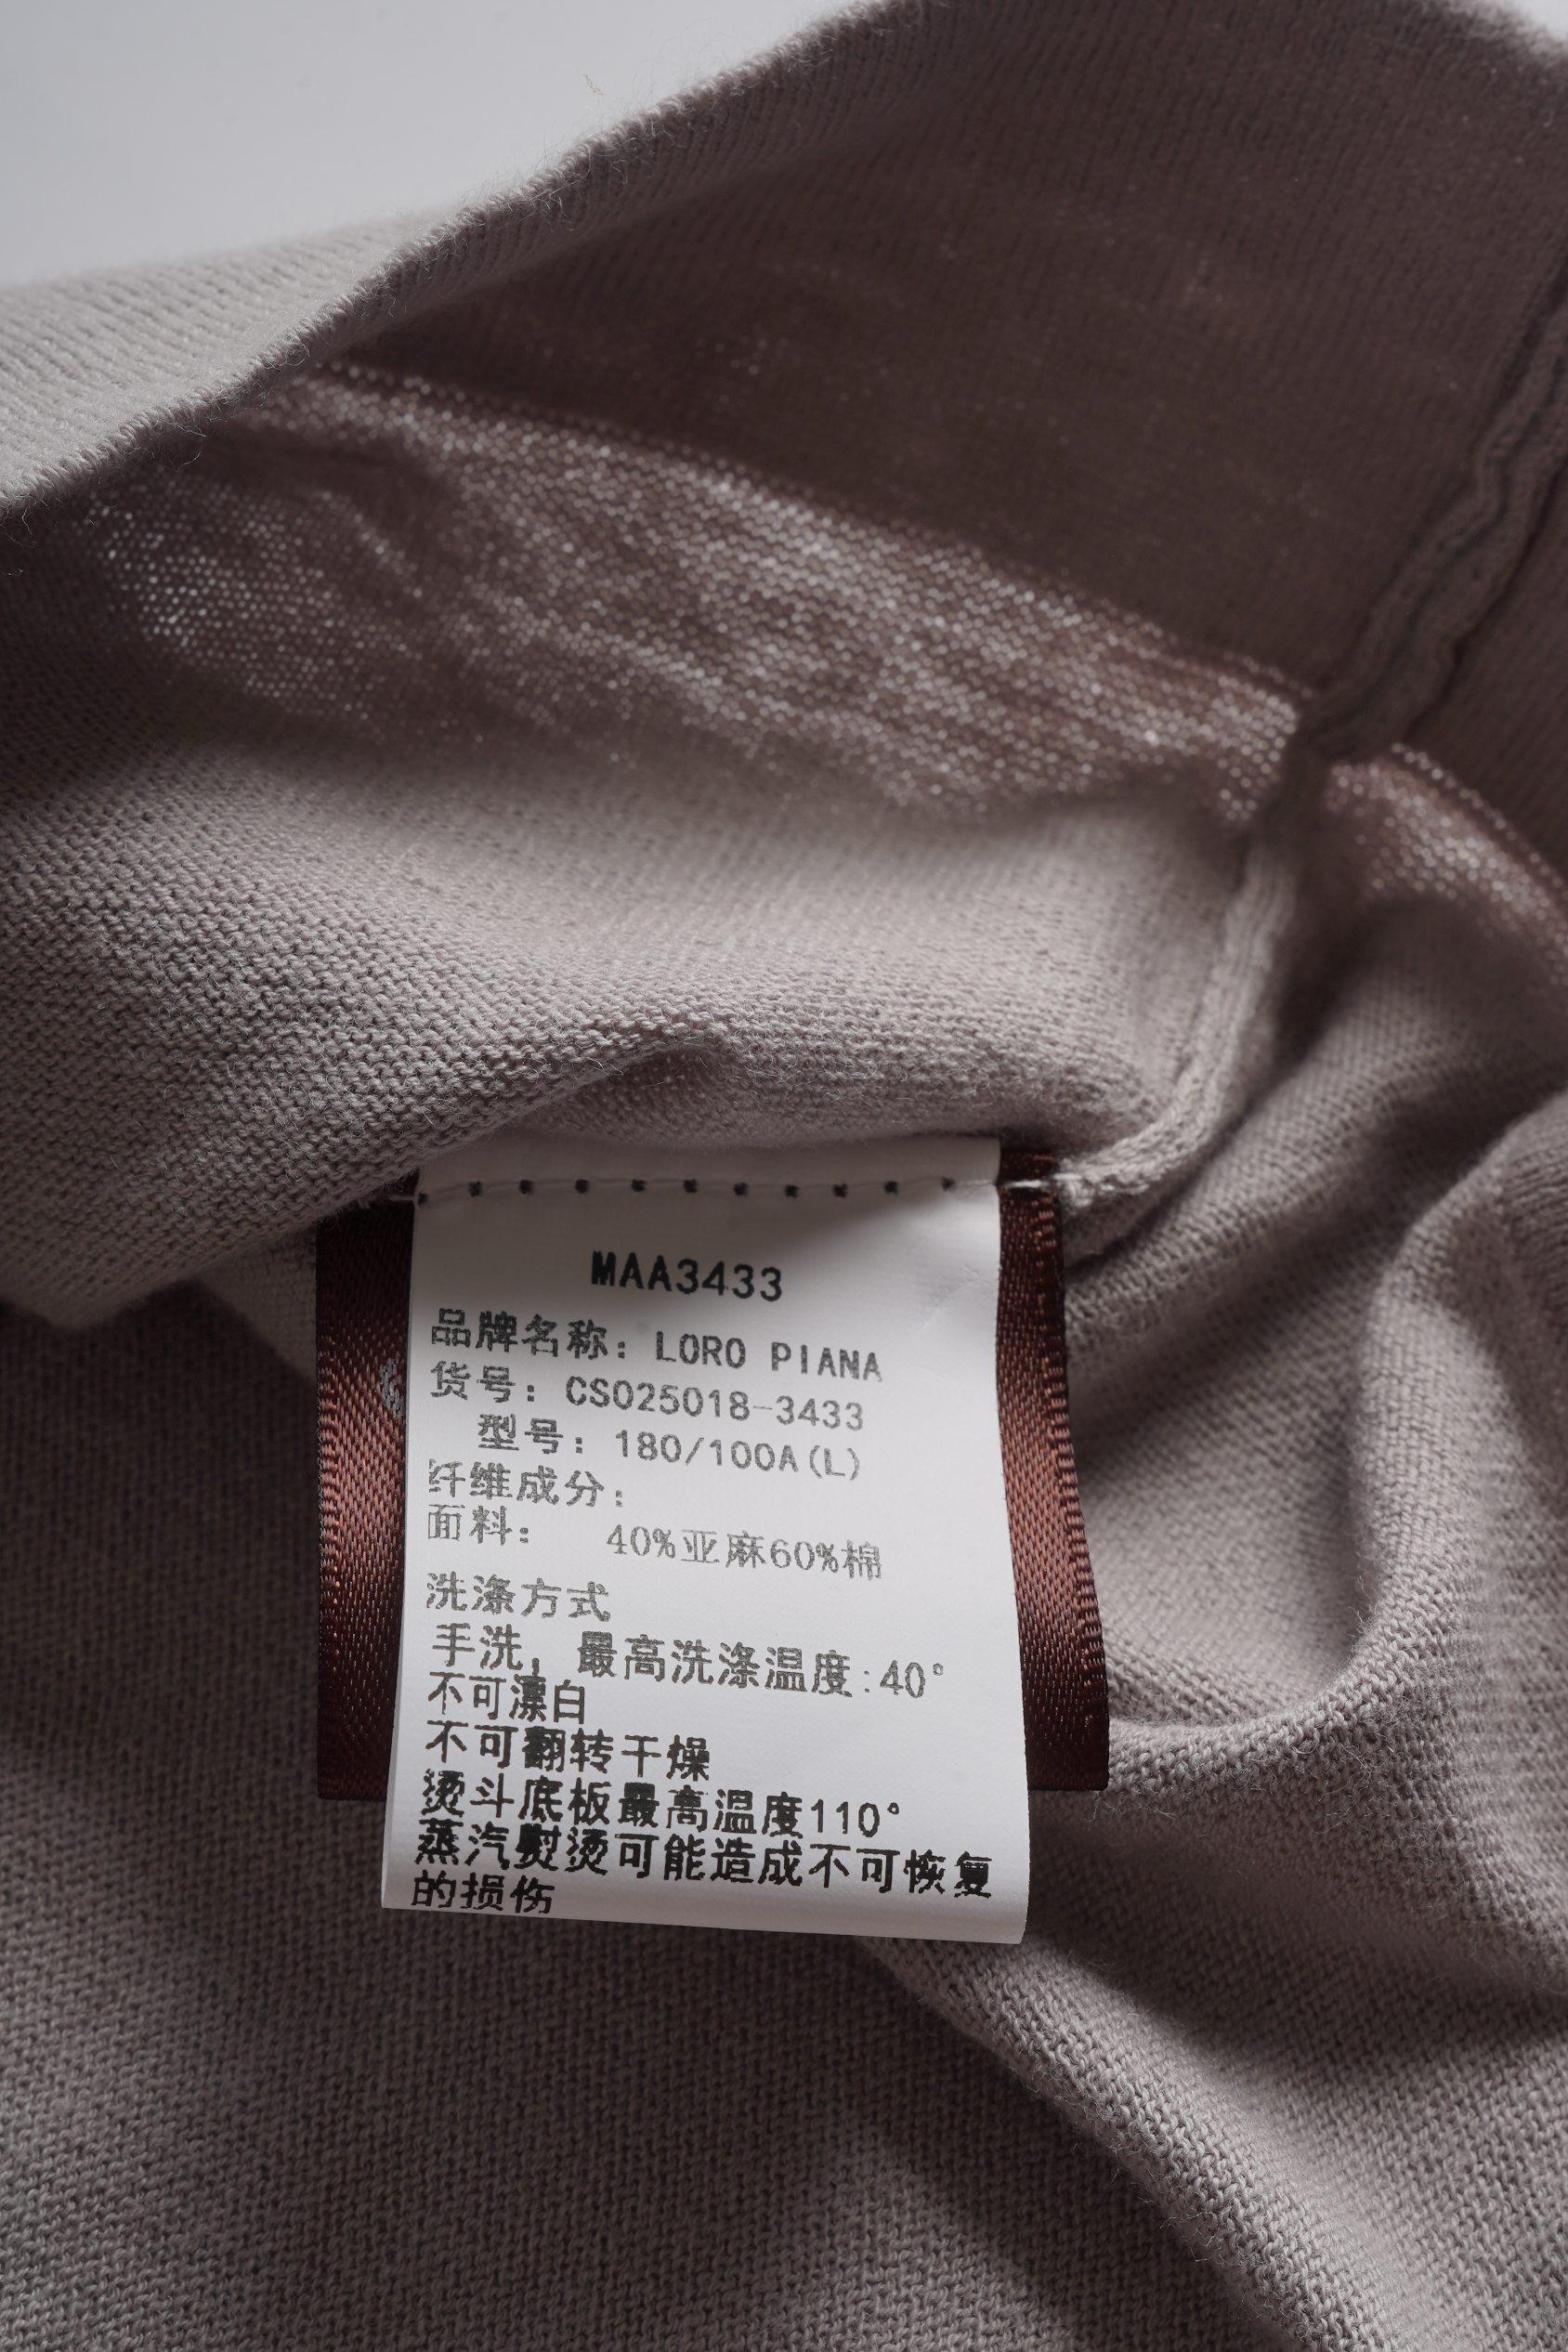 MAA3433
品牌名称: LORO PIANA
货号: CS025018-3433
型号: 180/100A(L)
纤维成分:
面料: 40%亚麻60%棉
洗涤方式
手洗, 最高洗涤温度:40°
不可漂白
不可翻转干燥
烫斗底板最高温度110°
蒸汽熨烫可能造成不可恢复
的损伤